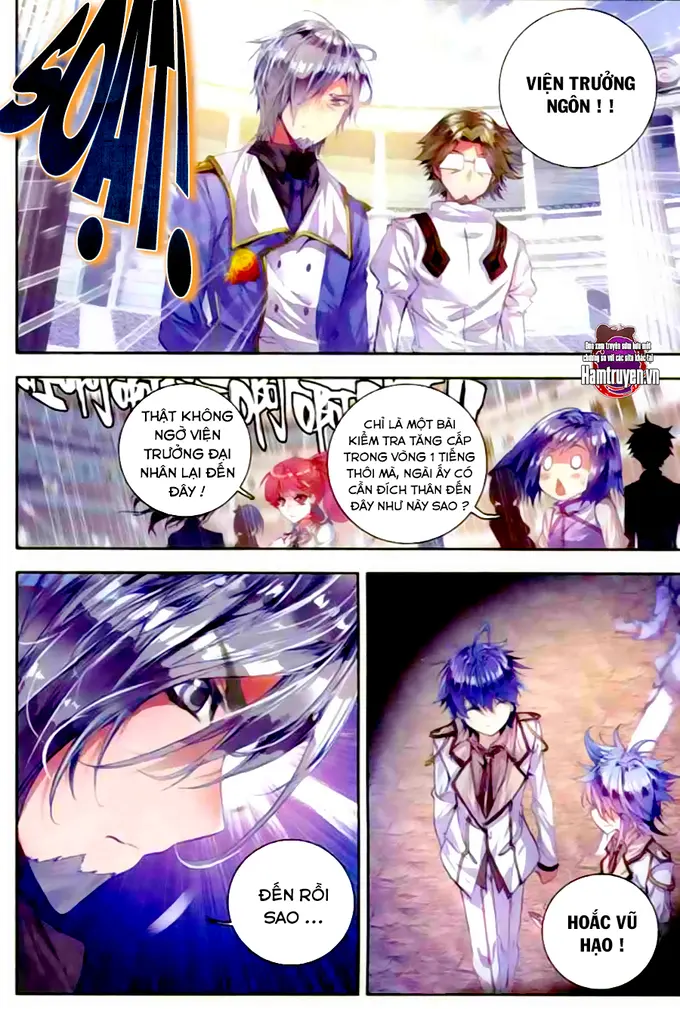 SOẠT!
VIỆN TRƯỞNG
NGÔN ! !
Hamtruyen.vn
THẬT KHÔNG
NGỜ VIỆN
TRƯỞNG ĐẠI
NHÂN LẠI ĐẾN
ĐÂY !
CHỈ LÀ MỘT BÀI
KIỂM TRA TĂNG CẤP
TRONG VÒNG 1 TIẾNG
THÔI MÀ, NGÀI ẤY CÓ
CẦN ĐÍCH THÂN ĐẾN
ĐÂY NHƯ NÀY SAO ?
ĐẾN RỒI
SAO ...
HOẮC VŨ
HẠO !